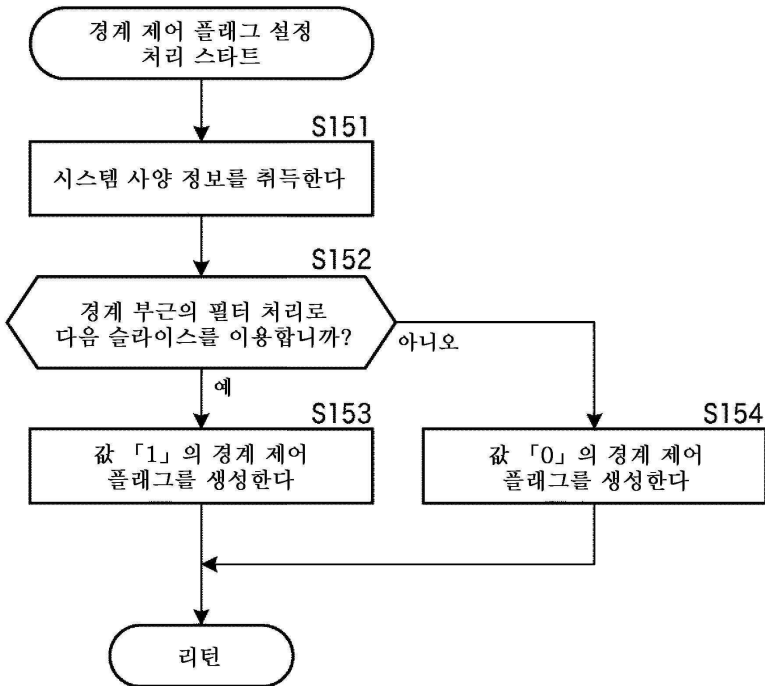 경계 제어 플래그 설정
처리 스타트
S151
시스템 사양 정보를 취득한다
S152
경계 부근의 필터 처리로
다음 슬라이스를 이용합니까?
아니오
예
S153
값 「1」의 경계 제어
플래그를 생성한다
S154
값 「0」의 경계 제어
플래그를 생성한다
리턴